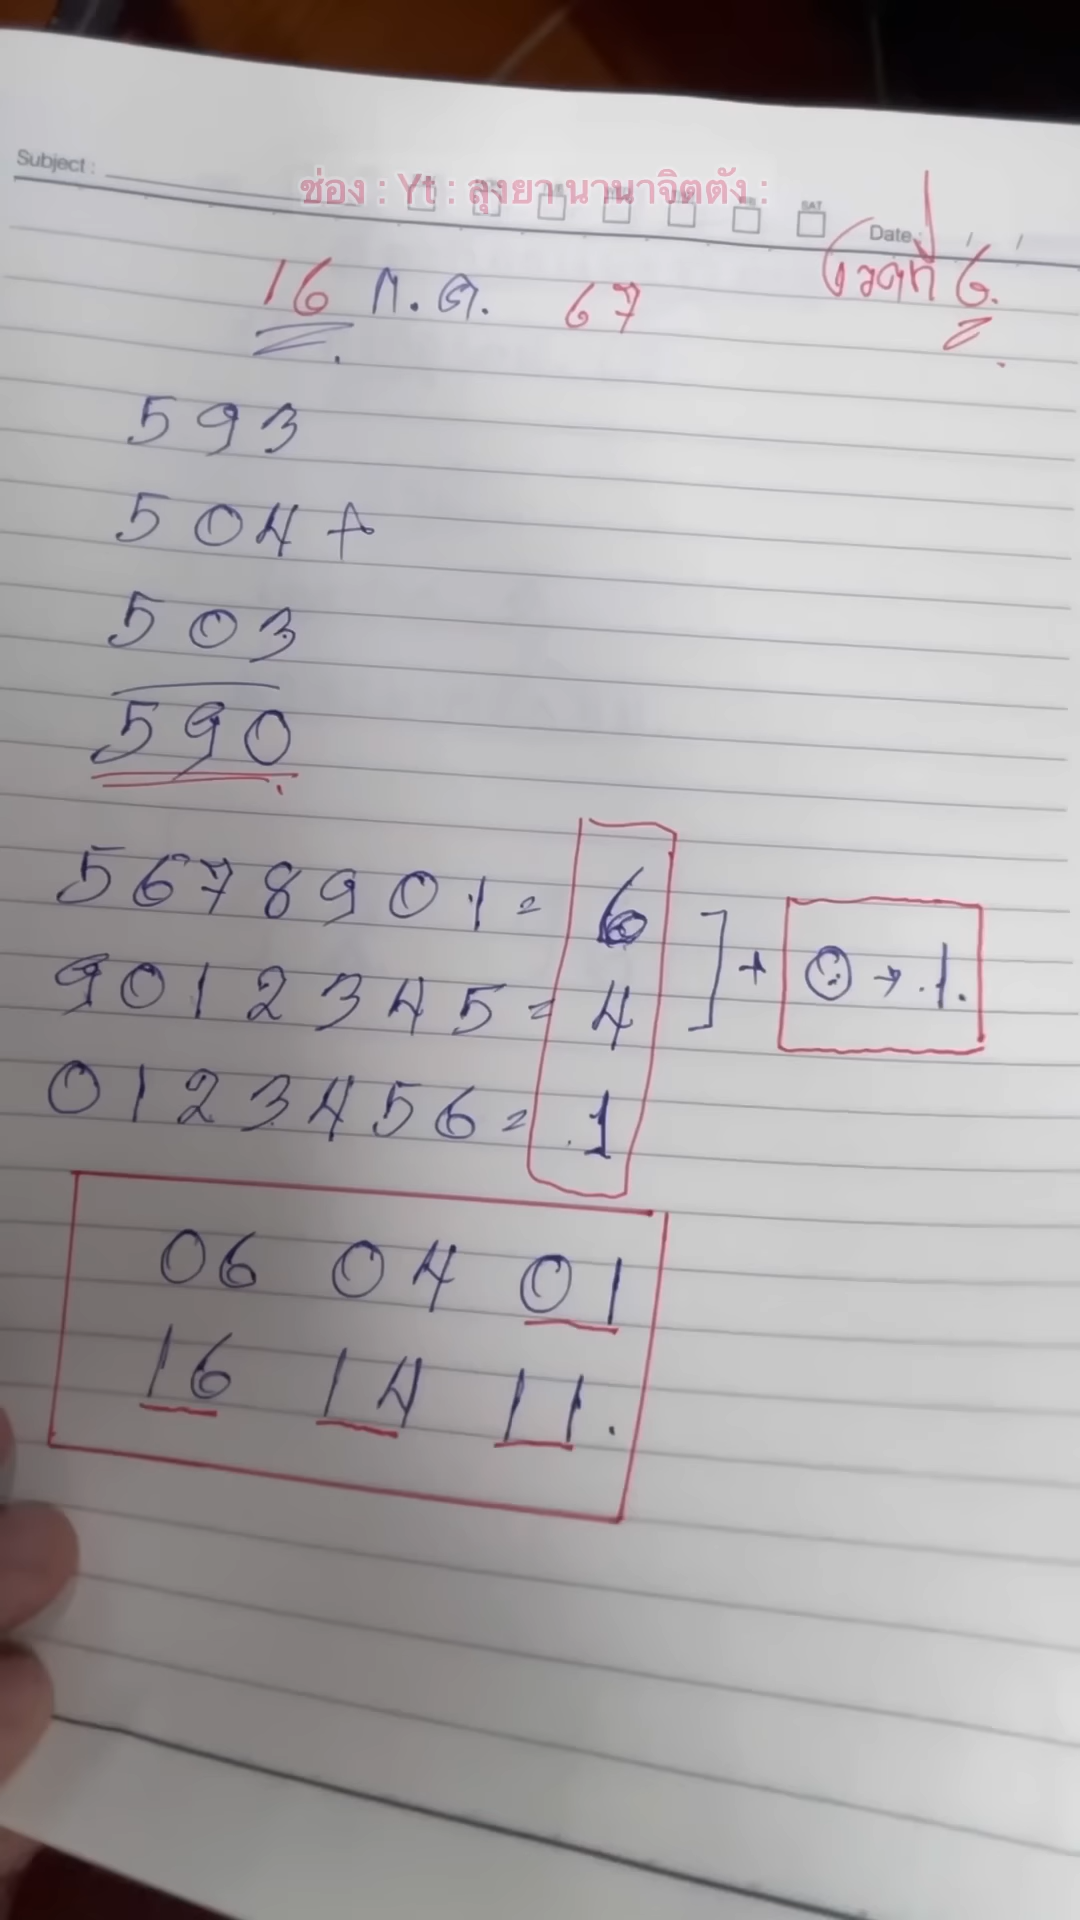 Subject :
ช่อง : Yt : ลุงยา นานาจิตตัง :
SAT
Date : / /
งวดที่ 6.
16 ก.ค. 67
593
504 +
503
590
5678901 = 6
9012345 = 4
0123456 = 1
] + 0 → 1.
06 04 01
16 14 11.